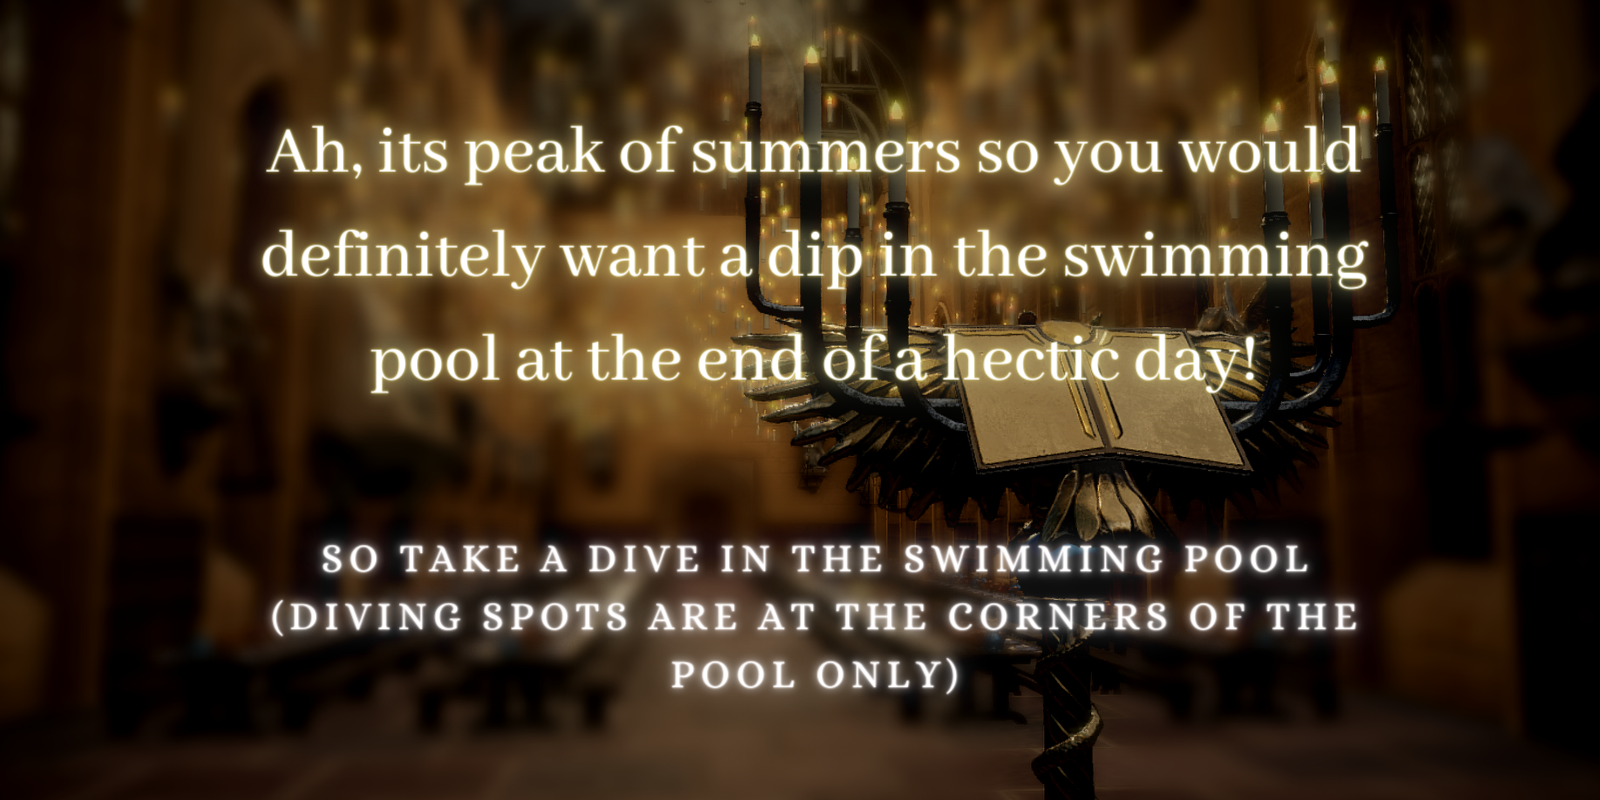 Ah, its peak of summers so you would
definitely want a dip in the swimming
pool at the end of a hectic day!
SO TAKE A DIVE IN THE SWIMMING POOL
(DIVING SPOTS ARE AT THE CORNERS OF THE
POOL ONLY)